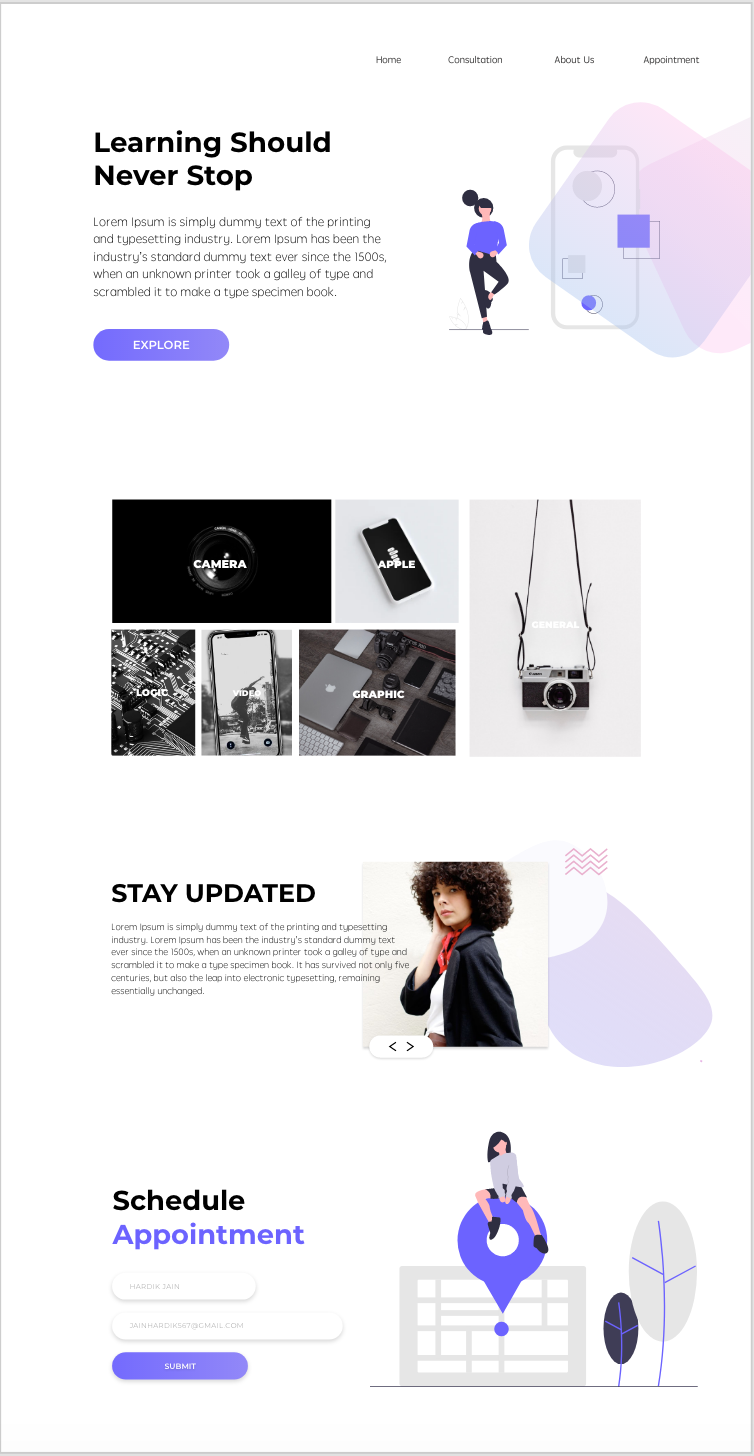 Home
Consultation
About Us
Appointment
Learning Should
Never Stop
Lorem Ipsum is simply dummy text of the printing
and typesetting industry. Lorem Ipsum has been the
industry's standard dummy text ever since the 1500s,
when an unknown printer took a galley of type and
scrambled it to make a type specimen book.
EXPLORE
CAMERA
APPLE
GENERAL
LOGIC
VIDEO
GRAPHIC
Canon
STAY UPDATED
Lorem Ipsum is simply dummy text of the printing and typesetting
industry. Lorem Ipsum has been the industry's standard dummy text
ever since the 1500s, when an unknown printer took a galley of type and
scrambled it to make a type specimen book. It has survived not only five
centuries, but also the leap into electronic typesetting, remaining
essentially unchanged.
Schedule
Appointment
HARDIK JAIN
JAINHARDIK567@GMAIL.COM
SUBMIT